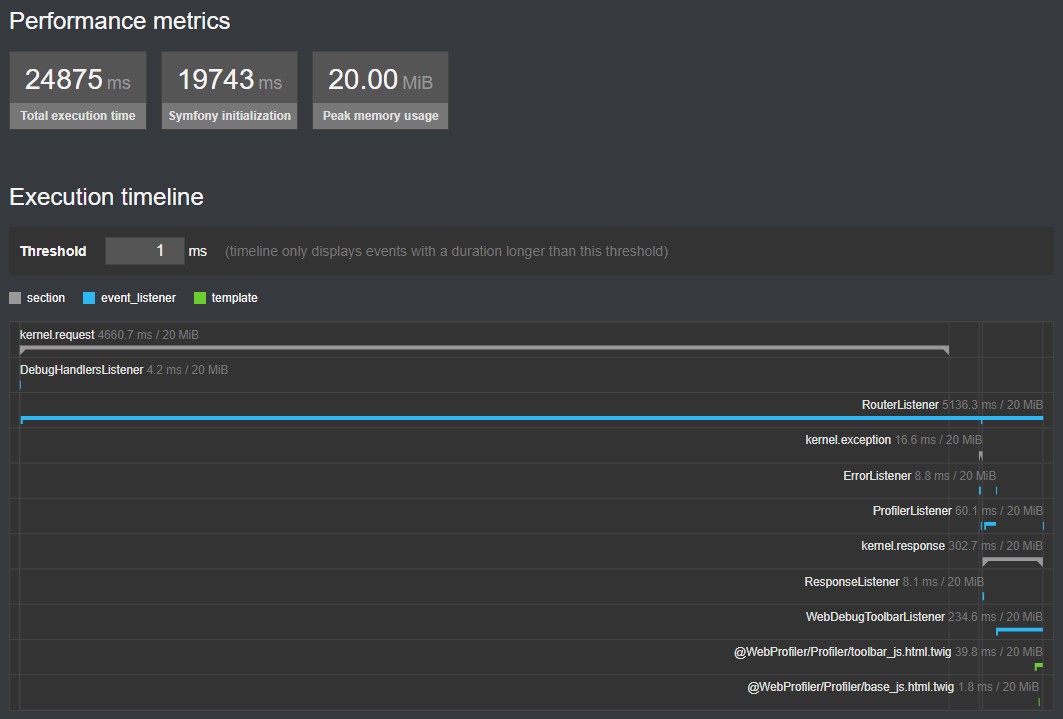 Performance metrics
24875 ms 19743 ms 20.00 MiB
Total execution time Symfony initialization Peak memory usage
Execution timeline
Threshold 1 ms (timeline only displays events with a duration longer than this threshold)
section event_listener template
kernel.request 4660.7 ms / 20 MiB
DebugHandlersListener 4.2 ms / 20 MiB
RouterListener 5136.3 ms / 20 MiB
kernel.exception 16.6 ms / 20 MiB
ErrorListener 8.8 ms / 20 MiB
ProfilerListener 60.1 ms / 20 MiB
kernel.response 302.7 ms / 20 MiB
ResponseListener 8.1 ms / 20 MiB
WebDebugToolbarListener 234.6 ms / 20 MiB
@WebProfiler/Profiler/toolbar_js.html.twig 39.8 ms / 20 MiB
@WebProfiler/Profiler/base_js.html.twig 1.8 ms / 20 MiB